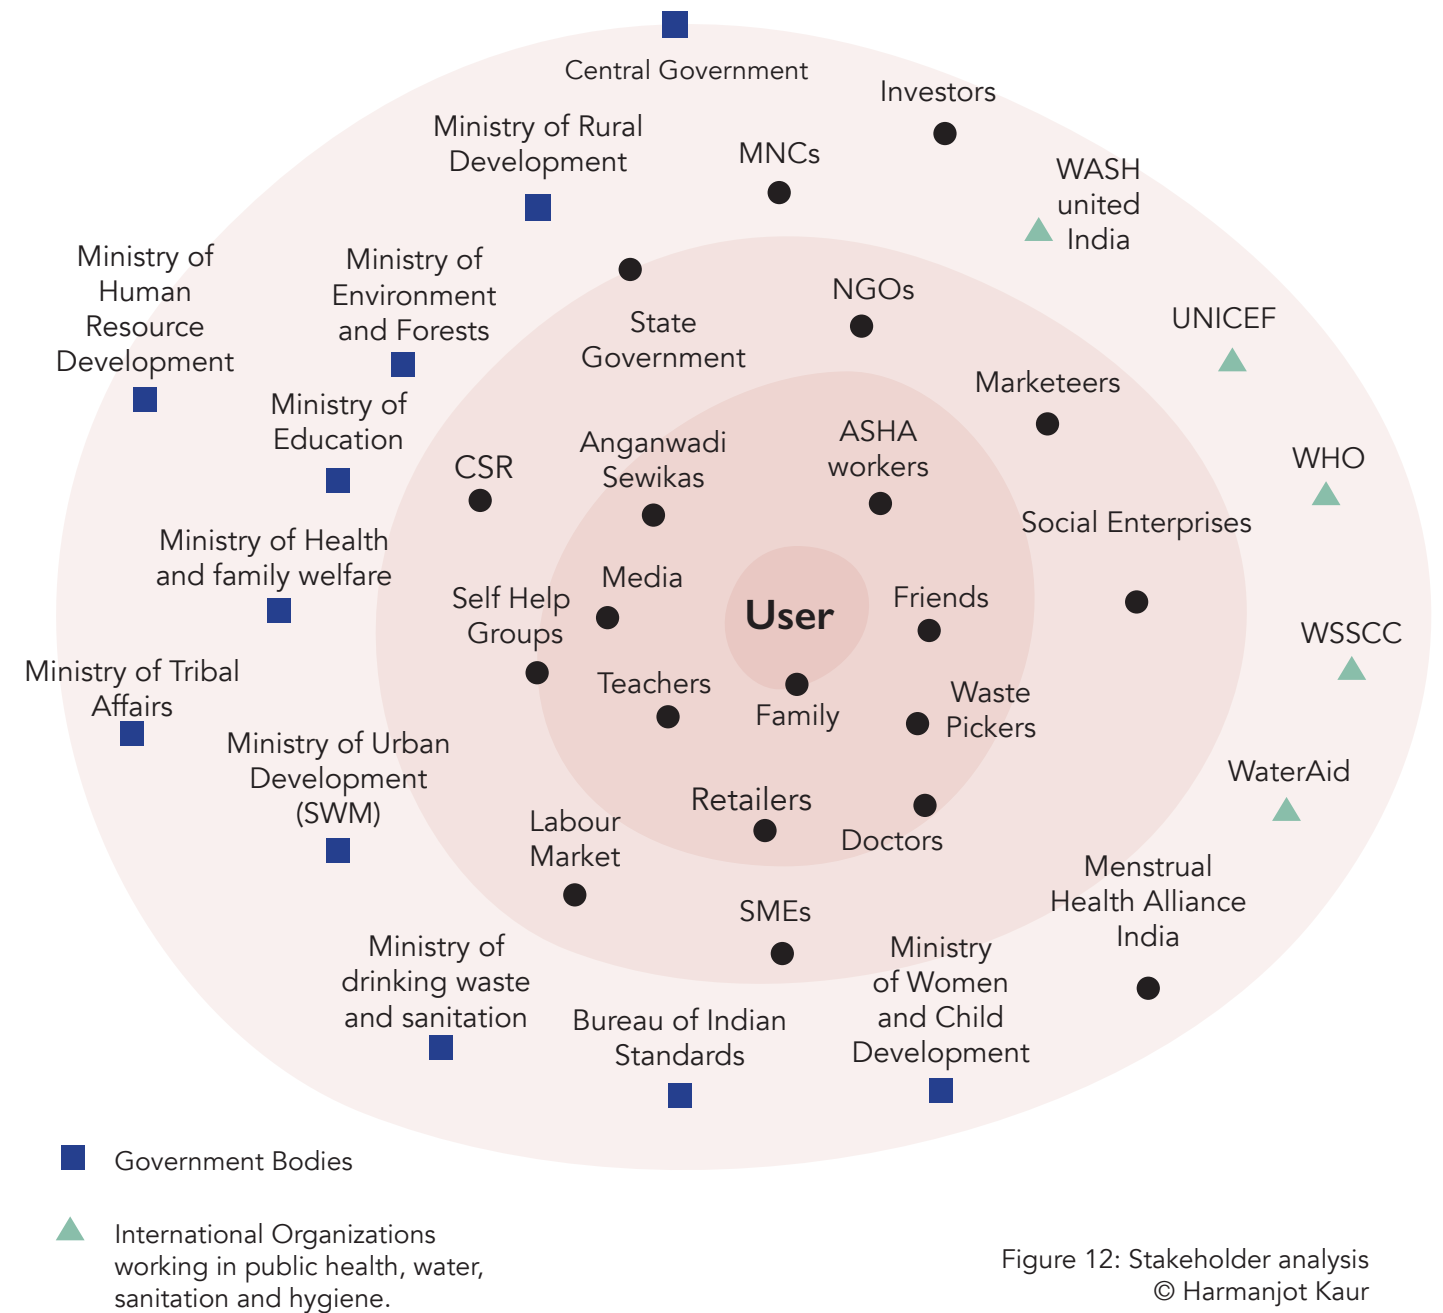 Central Government
Investors
Ministry of Rural
Development
MNCs
WASH
united
India
Ministry of
Human
Resource
Development
Ministry of
Environment
and Forests
State
Government
NGOs
UNICEF
Ministry of
Education
Marketeers
CSR
Anganwadi
Sewikas
ASHA
workers
WHO
Social Enterprises
Ministry of Health
and family welfare
Media
Self Help
Groups
User
Friends
WSSCC
Ministry of Tribal
Affairs
Teachers
Family
Waste
Pickers
Ministry of Urban
Development
(SWM)
WaterAid
Retailers
Labour
Market
Doctors
Menstrual
Health Alliance
India
SMEs
Ministry of
drinking waste
and sanitation
Ministry
of Women
and Child
Development
Bureau of Indian
Standards
Government Bodies
International Organizations
working in public health, water,
sanitation and hygiene.
Figure 12: Stakeholder analysis
© Harmanjot Kaur